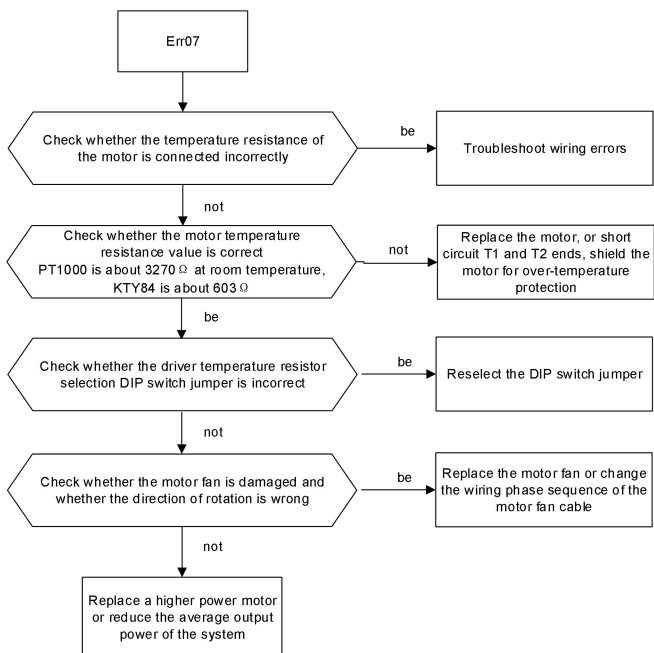 Err07
Check whether the temperature resistance of
the motor is connected incorrectly
be
Troubleshoot wiring errors
not
Check whether the motor temperature
resistance value is correct
PT1000 is about 3270Ω at room temperature,
KTY84 is about 603Ω
not
Replace the motor, or short
circuit T1 and T2 ends, shield the
motor for over-temperature
protection
be
Check whether the driver temperature resistor
selection DIP switch jumper is incorrect
be
Reselect the DIP switch jumper
not
Check whether the motor fan is damaged and
whether the direction of rotation is wrong
be
Replace the motor fan or change
the wiring phase sequence of the
motor fan cable
not
Replace a higher power motor
or reduce the average output
power of the system